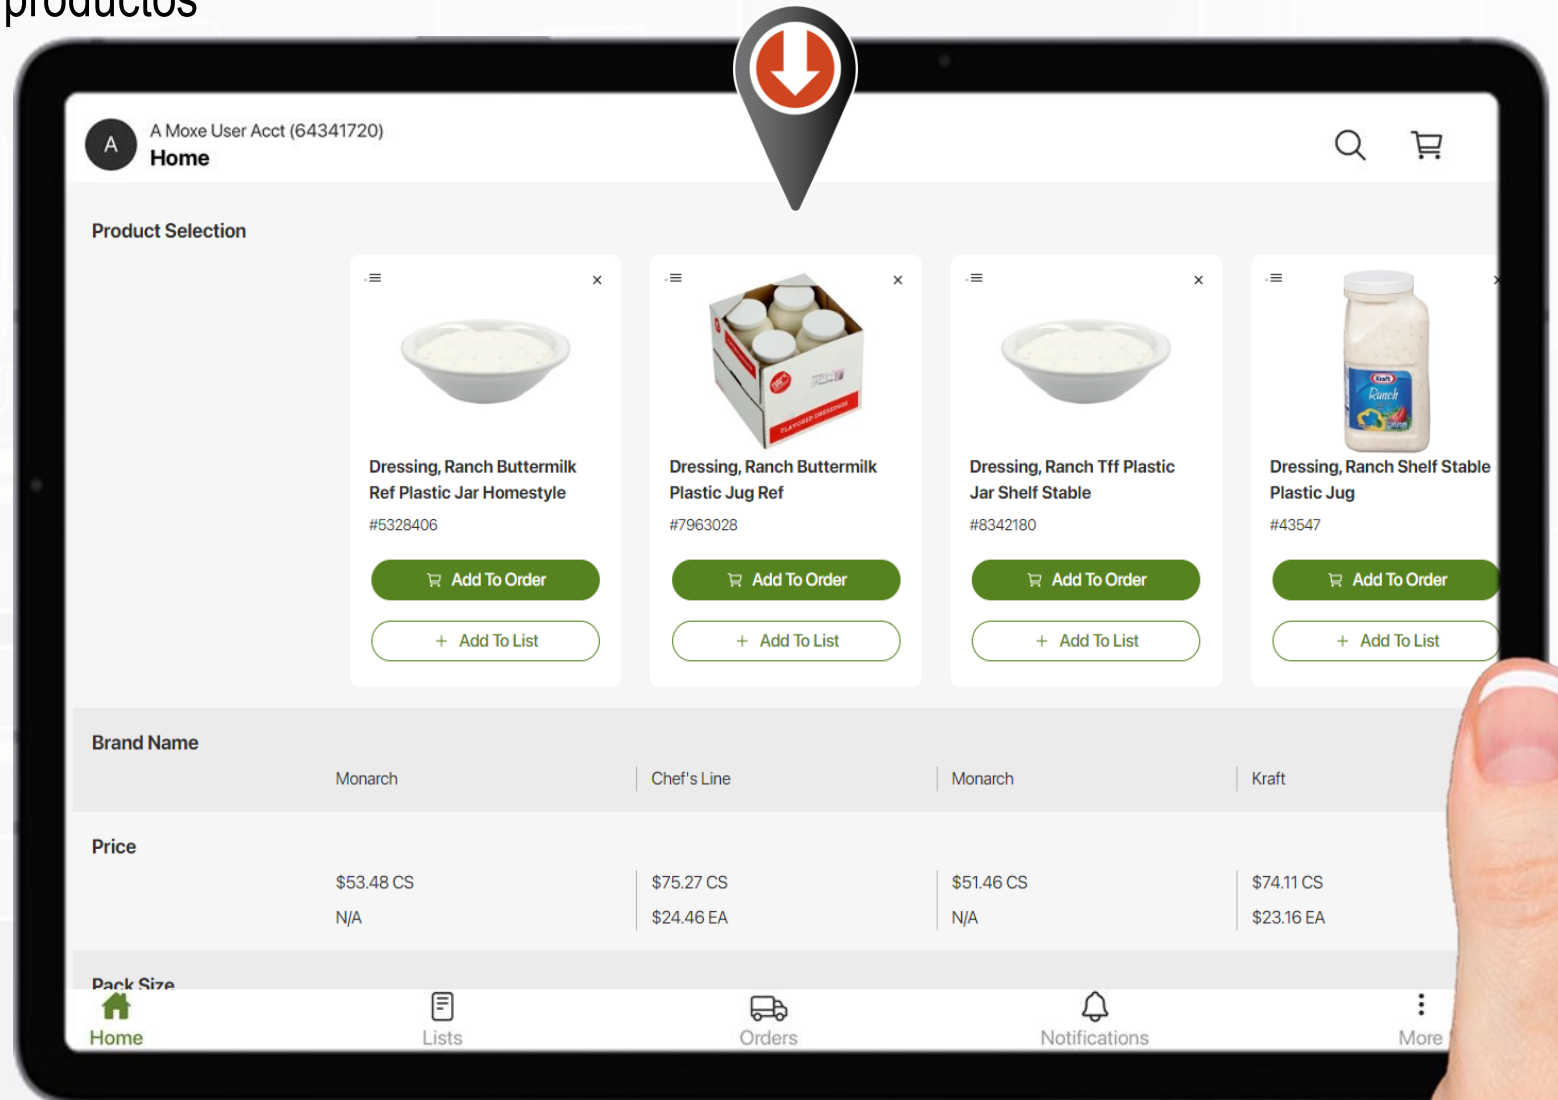 productos
A Moxe User Acct (64341720)
A
Home
Product Selection
Kraft
Ranch
FLAVORED DRESSINGS
Dressing, Ranch Buttermilk
Ref Plastic Jar Homestyle
#5328406
Add To Order
+ Add To List
Dressing, Ranch Buttermilk
Plastic Jug Ref
#7963028
Add To Order
+ Add To List
Dressing, Ranch Tff Plastic
Jar Shelf Stable
#8342180
Add To Order
+ Add To List
Dressing, Ranch Shelf Stable
Plastic Jug
#43547
Add To Order
+ Add To List
Brand Name
Monarch
Chef's Line
Monarch
Kraft
Price
$53.48 CS
$75.27 CS
$51.46 CS
$74.11 CS
N/A
$24.46 EA
N/A
$23.16 EA
Pack Size
Home
Lists
Orders
Notifications
More